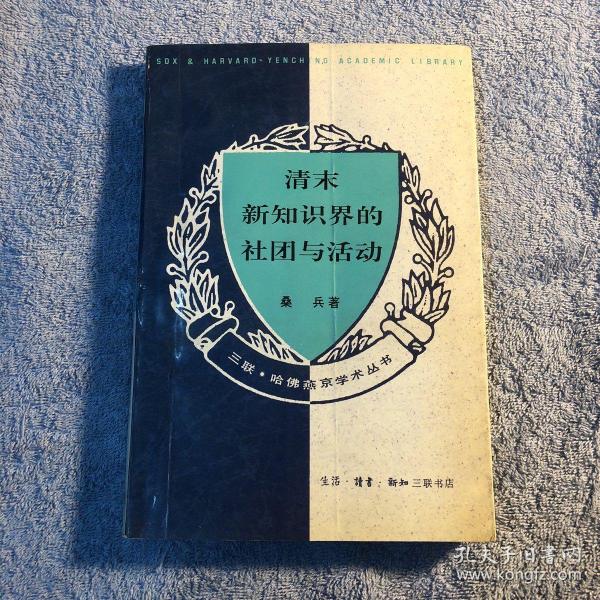 SDX & HARVARD-YENCHING ACADEMIC LIBRARY
清末
新知识界的
社团与活动
桑 兵著
三联·哈佛燕京学术丛书
生活·讀書·新知三联书店
孔夫子旧书网
www.kongfz.com